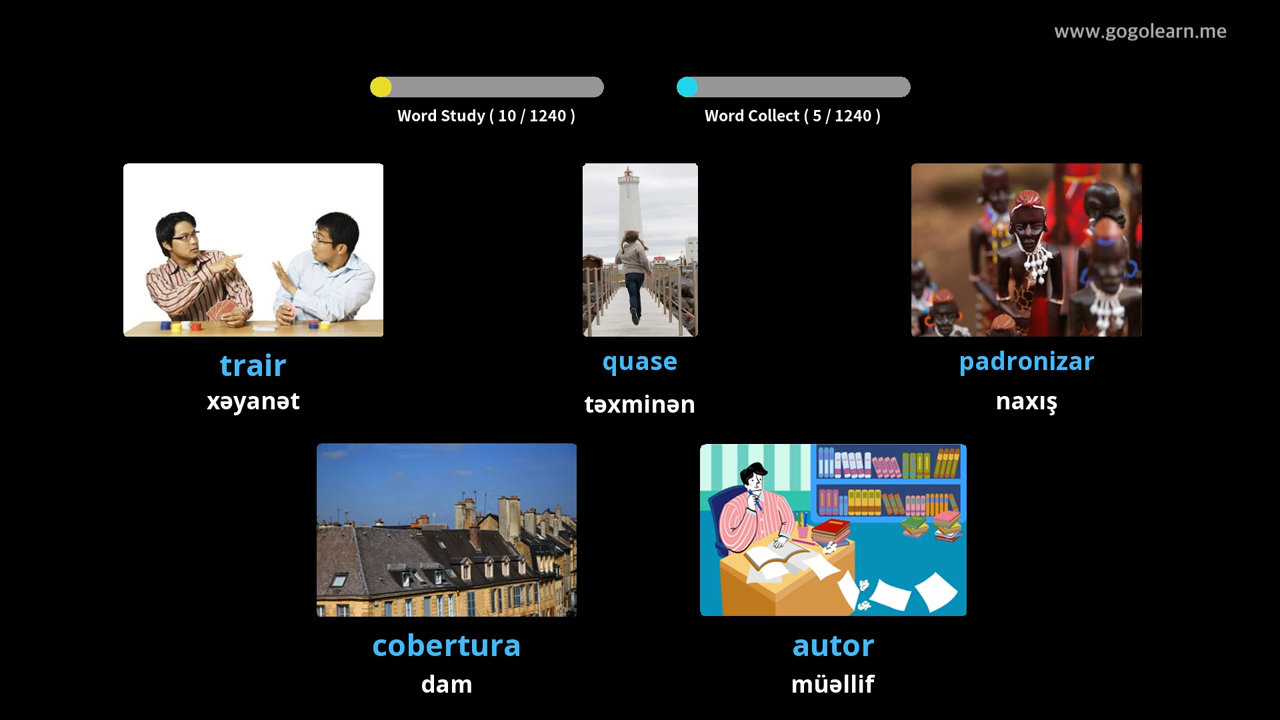 www.gogolearn.me
Word Study ( 10 / 1240 )
Word Collect ( 5 / 1240 )
trair
xəyanət
quase
təxminən
padronizar
naxış
cobertura
dam
autor
müəllif